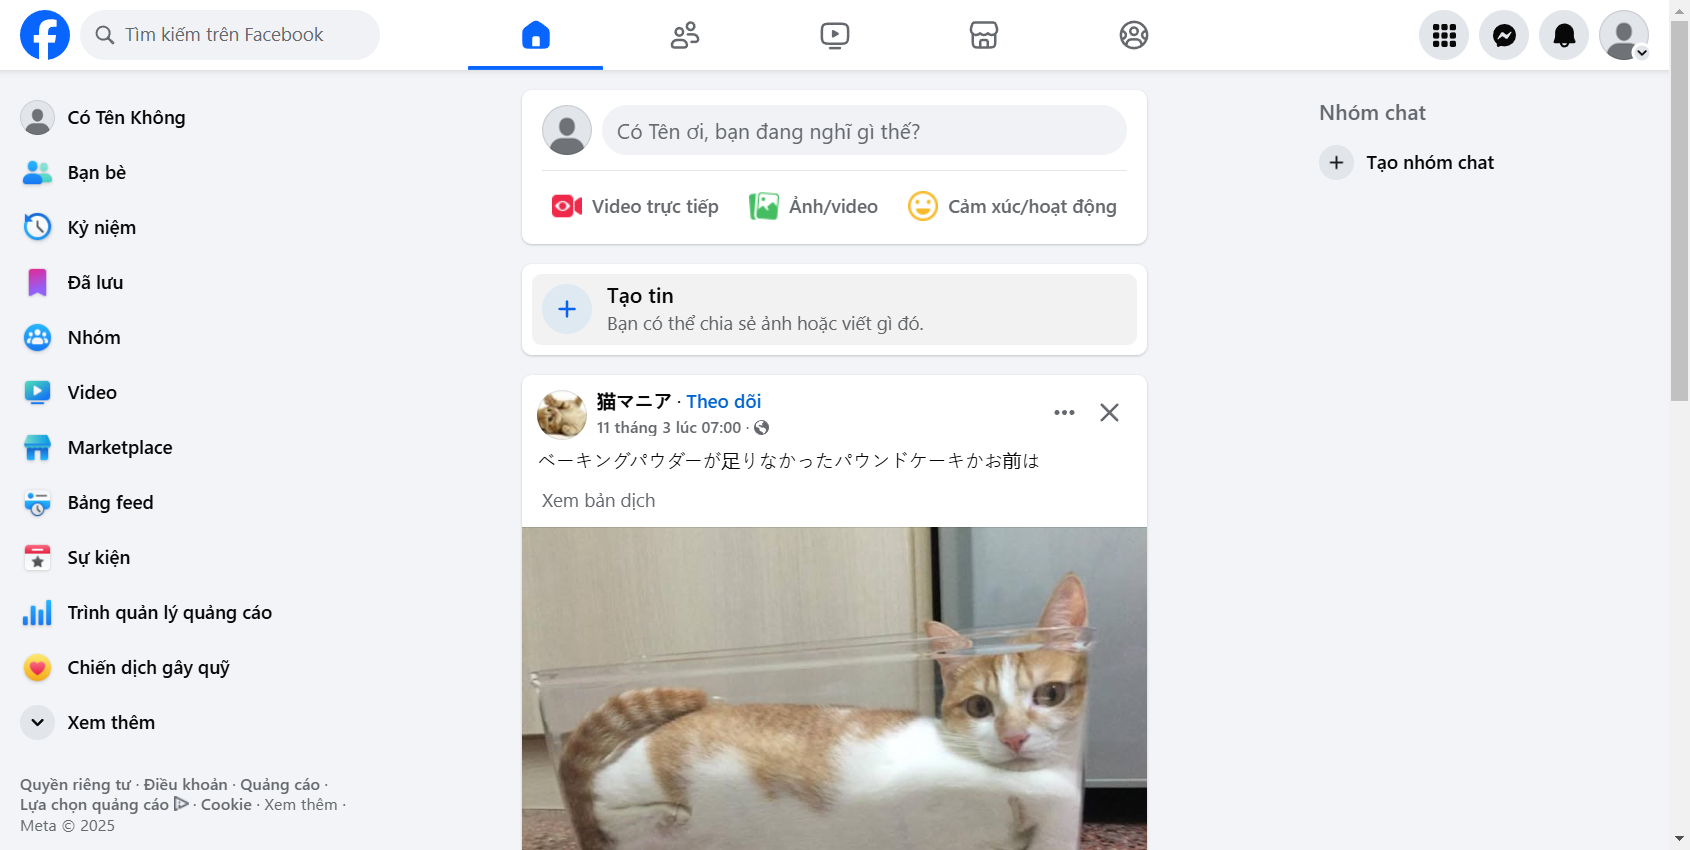 Tìm kiếm trên Facebook
Có Tên Không
Bạn bè
Kỷ niệm
Đã lưu
Nhóm
Video
Marketplace
Bảng feed
Sự kiện
Trình quản lý quảng cáo
Chiến dịch gây quỹ
Xem thêm
Quyền riêng tư · Điều khoản · Quảng cáo ·
Lựa chọn quảng cáo · Cookie · Xem thêm ·
Meta © 2025
Có Tên ơi, bạn đang nghĩ gì thế?
Video trực tiếp
Ảnh/video
Cảm xúc/hoạt động
Tạo tin
Bạn có thể chia sẻ ảnh hoặc viết gì đó.
猫マニア · Theo dõi
11 tháng 3 lúc 07:00 ·
ベーキングパウダーが足りなかったパウンドケーキかお前は
Xem bản dịch
Nhóm chat
Tạo nhóm chat